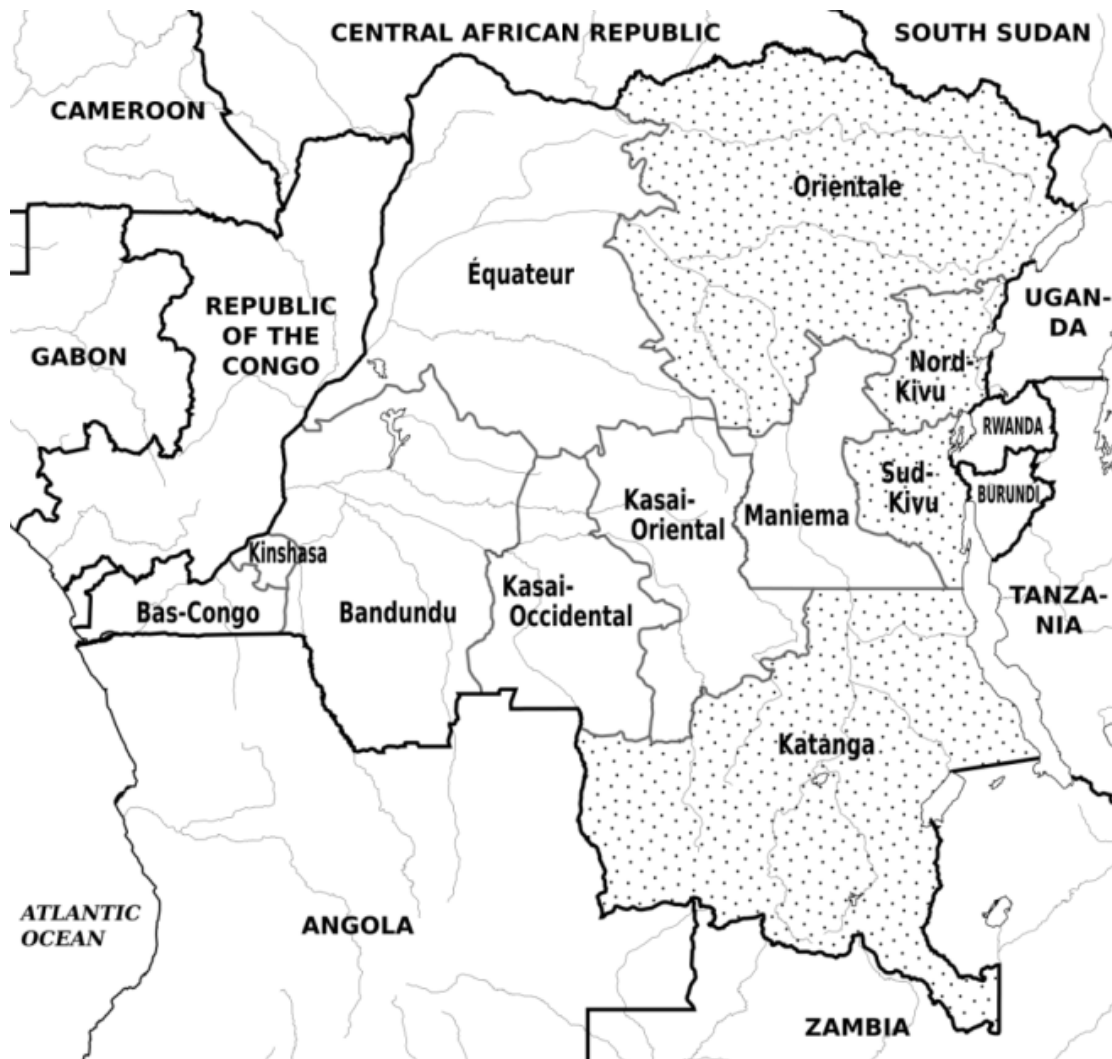 CENTRAL AFRICAN REPUBLIC
SOUTH SUDAN
CAMEROON
Orientale
Équateur
REPUBLIC
OF THE
CONGO
UGAN-
DA
GABON
Nord-
Kivu
RWANDA
Sud-
Kivu
BURUNDI
Kasai-
Oriental
Maniema
Kinshasa
Bas-Congo
Bandundu
Kasai-
Occidental
TANZA-
NIA
Katanga
ATLANTIC
OCEAN
ANGOLA
ZAMBIA